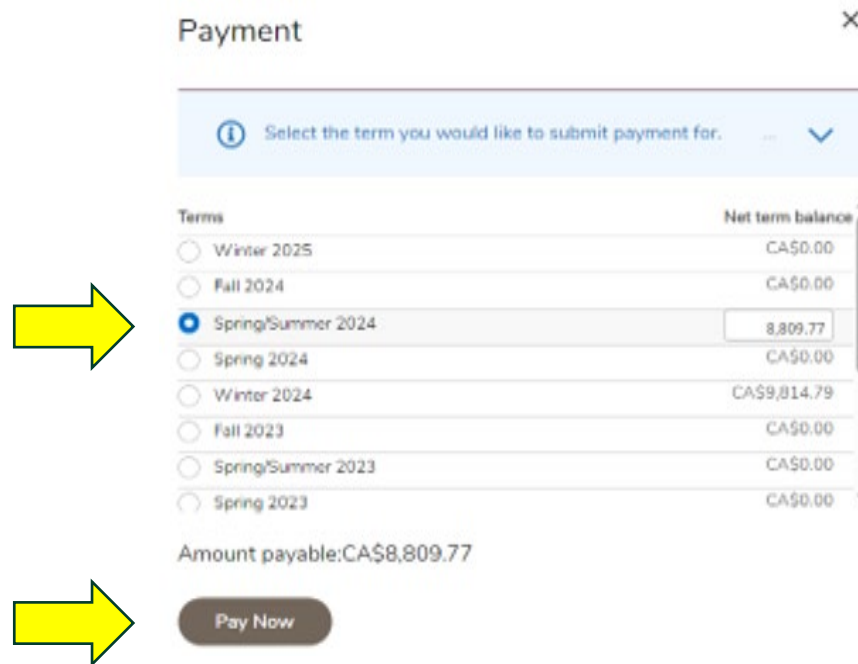 Payment
Select the term you would like to submit payment for. ...
Terms Net term balance
Winter 2025 CA$0.00
Fall 2024 CA$0.00
Spring/Summer 2024 8,809.77
Spring 2024 CA$0.00
Winter 2024 CA$9,814.79
Fall 2023 CA$0.00
Spring/Summer 2023 CA$0.00
Spring 2023 CA$0.00
Amount payable:CA$8,809.77
Pay Now